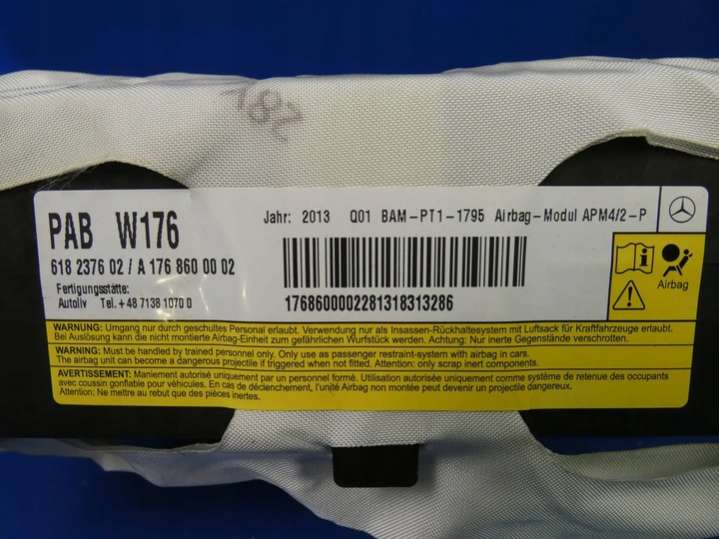 28V
PAB W176
Jahr: 2013 Q01 BAM-PT1-1795 Airbag-Modul APM4/2-P
618 2376 02 / A 176 860 00 02
Fertigungsstätte:
Autoliv Tel. +48 7138 1070 0
1768600002281318313286
Airbag
WARNUNG: Umgang nur durch geschultes Personal erlaubt. Verwendung nur als Insassen-Rückhaltesystem mit Luftsack für Kraftfahrzeuge erlaubt.
Bei Auslösung kann die nicht montierte Airbag-Einheit zum gefährlichen Wurfstück werden. Achtung: Nur inerte Gegenstände verschrotten.
WARNING: Must be handled by trained personnel only. Only use as passenger restraint-system with airbag in cars.
The airbag unit can become a dangerous projectile if triggered when not fitted. Attention: only scrap inert components.
AVERTISSEMENT: Maniement autorisé uniquement par un personnel formé. Utilisation autorisée uniquement comme système de retenue des occupants
avec coussin gonflable pour véhicules. En cas de déclenchement, l'unité Airbag non montée peut devenir un projectile dangereux.
Attention; Ne mettre au rebut que des pièces inertes.